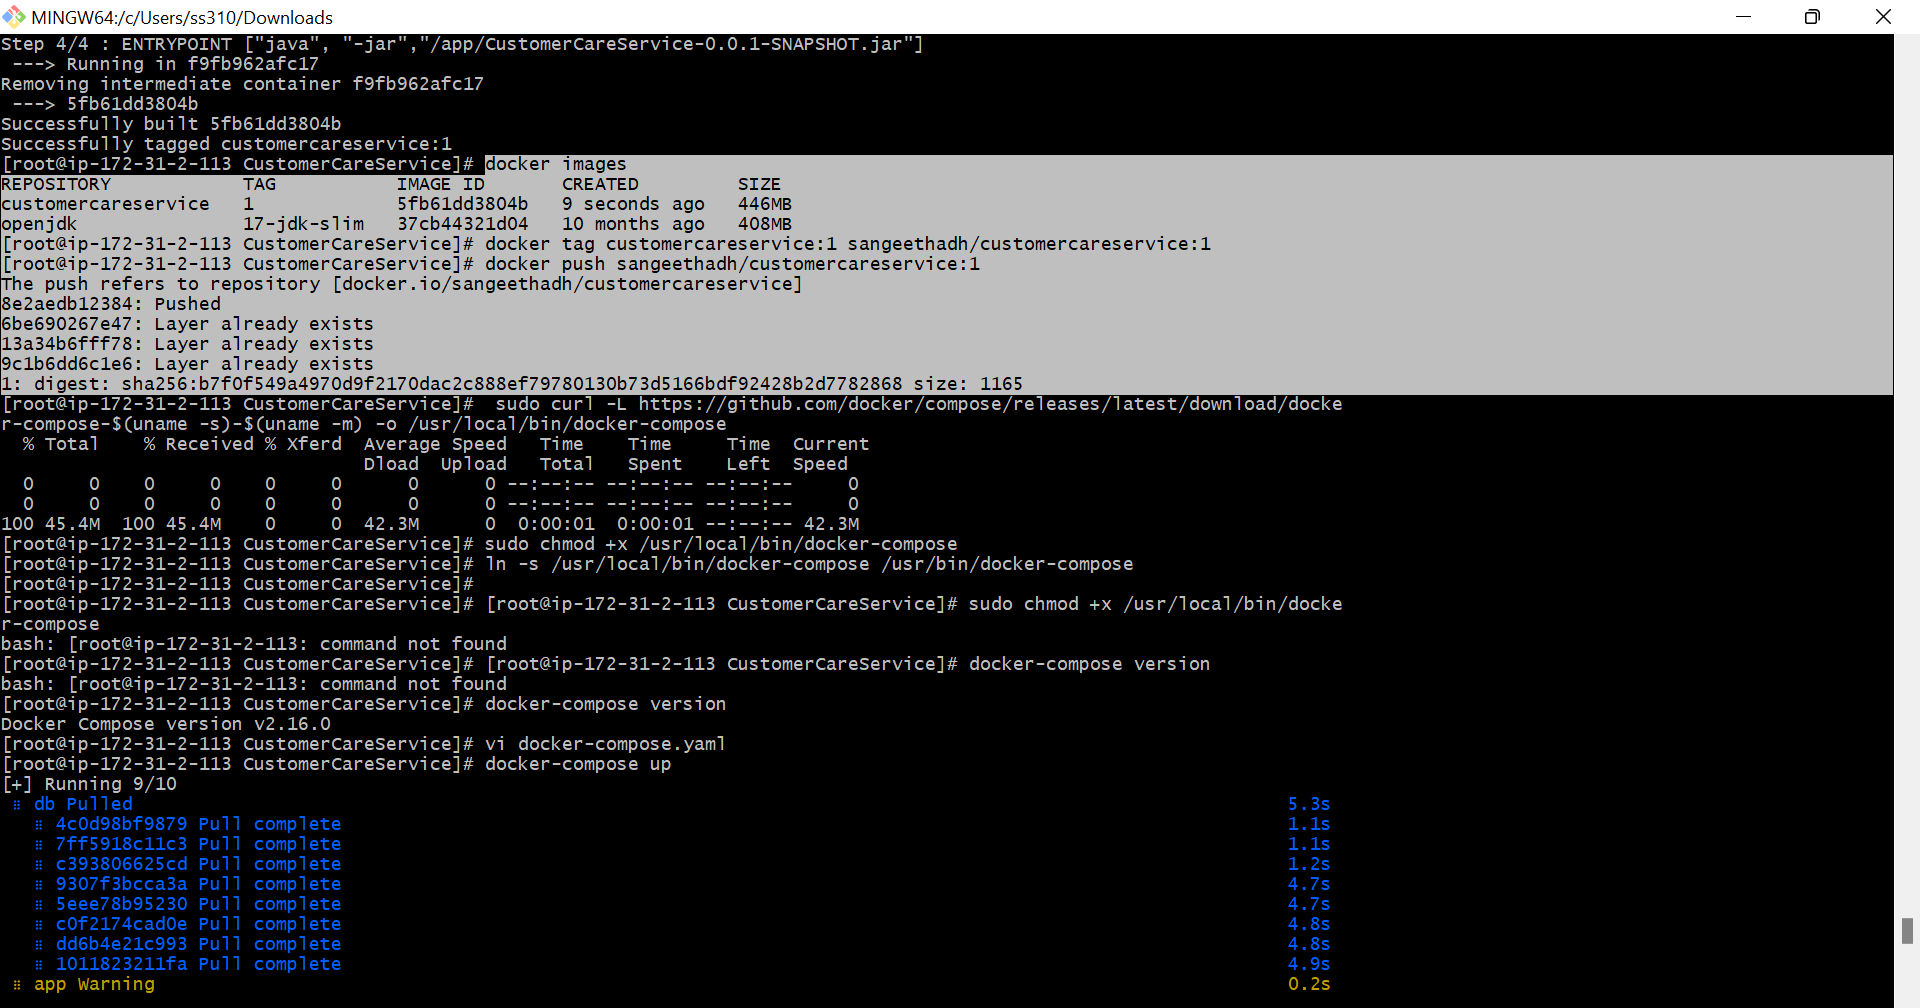 MINGW64:/c/Users/ss310/Downloads
Step 4/4 : ENTRYPOINT ["java", "-jar","/app/CustomerCareService-0.0.1-SNAPSHOT.jar"]
 ---> Running in f9fb962afc17
Removing intermediate container f9fb962afc17
 ---> 5fb61dd3804b
Successfully built 5fb61dd3804b
Successfully tagged customercareservice:1
[root@ip-172-31-2-113 CustomerCareService]# docker images
REPOSITORY            TAG           IMAGE ID       CREATED         SIZE
customercareservice   1             5fb61dd3804b   9 seconds ago   446MB
openjdk               17-jdk-slim   37cb44321d04   10 months ago   408MB
[root@ip-172-31-2-113 CustomerCareService]# docker tag customercareservice:1 sangeethadh/customercareservice:1
[root@ip-172-31-2-113 CustomerCareService]# docker push sangeethadh/customercareservice:1
The push refers to repository [docker.io/sangeethadh/customercareservice]
8e2aedb12384: Pushed
6be690267e47: Layer already exists
13a34b6fff78: Layer already exists
9c1b6dd6c1e6: Layer already exists
1: digest: sha256:b7f0f549a4970d9f2170dac2c888ef79780130b73d5166bdf92428b2d7782868 size: 1165
[root@ip-172-31-2-113 CustomerCareService]#  sudo curl -L https://github.com/docker/compose/releases/latest/download/docke
r-compose-$(uname -s)-$(uname -m) -o /usr/local/bin/docker-compose
  % Total    % Received % Xferd  Average Speed   Time    Time     Time  Current
                                 Dload  Upload   Total   Spent    Left  Speed
  0     0    0     0    0     0      0      0 --:--:-- --:--:-- --:--:--     0
  0     0    0     0    0     0      0      0 --:--:-- --:--:-- --:--:--     0
100 45.4M  100 45.4M    0     0  42.3M      0  0:00:01  0:00:01 --:--:-- 42.3M
[root@ip-172-31-2-113 CustomerCareService]# sudo chmod +x /usr/local/bin/docker-compose
[root@ip-172-31-2-113 CustomerCareService]# ln -s /usr/local/bin/docker-compose /usr/bin/docker-compose
[root@ip-172-31-2-113 CustomerCareService]#
[root@ip-172-31-2-113 CustomerCareService]# [root@ip-172-31-2-113 CustomerCareService]# sudo chmod +x /usr/local/bin/docke
r-compose
bash: [root@ip-172-31-2-113: command not found
[root@ip-172-31-2-113 CustomerCareService]# [root@ip-172-31-2-113 CustomerCareService]# docker-compose version
bash: [root@ip-172-31-2-113: command not found
[root@ip-172-31-2-113 CustomerCareService]# docker-compose version
Docker Compose version v2.16.0
[root@ip-172-31-2-113 CustomerCareService]# vi docker-compose.yaml
[root@ip-172-31-2-113 CustomerCareService]# docker-compose up
[+] Running 9/10
 ⠿ db Pulled 5.3s
   ⠿ 4c0d98bf9879 Pull complete 1.1s
   ⠿ 7ff5918c11c3 Pull complete 1.1s
   ⠿ c393806625cd Pull complete 1.2s
   ⠿ 9307f3bcca3a Pull complete 4.7s
   ⠿ 5eee78b95230 Pull complete 4.7s
   ⠿ c0f2174cad0e Pull complete 4.8s
   ⠿ dd6b4e21c993 Pull complete 4.8s
   ⠿ 1011823211fa Pull complete 4.9s
 ⠿ app Warning 0.2s